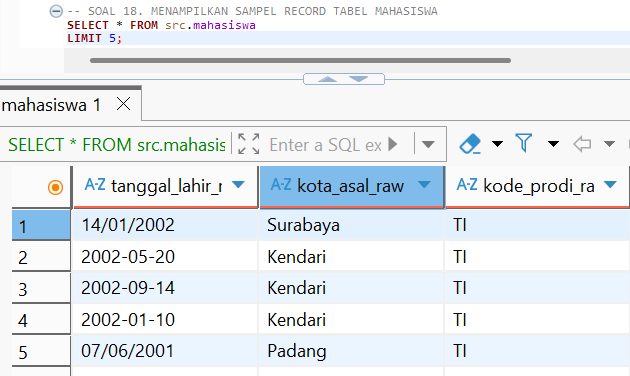 -- SOAL 18. MENAMPILKAN SAMPEL RECORD TABEL MAHASISWA
SELECT * FROM src.mahasiswa
LIMIT 5;
mahasiswa 1
SELECT * FROM src.mahasis Enter a SQL ex
A-Z tanggal_lahir_r A-Z kota_asal_raw A-Z kode_prodi_ra
1 14/01/2002 Surabaya TI
2 2002-05-20 Kendari TI
3 2002-09-14 Kendari TI
4 2002-01-10 Kendari TI
5 07/06/2001 Padang TI